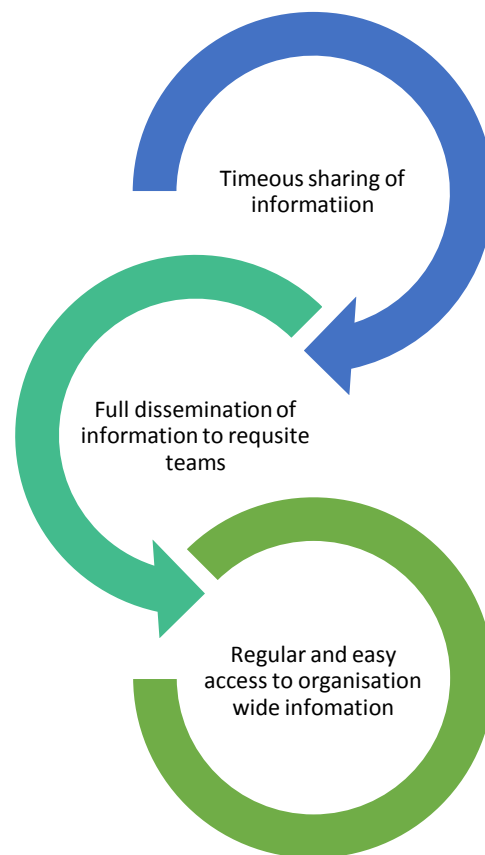 Timeous sharing of
informatiion
Full dissemination of
information to requsite
teams
Regular and easy
access to organisation
wide infomation